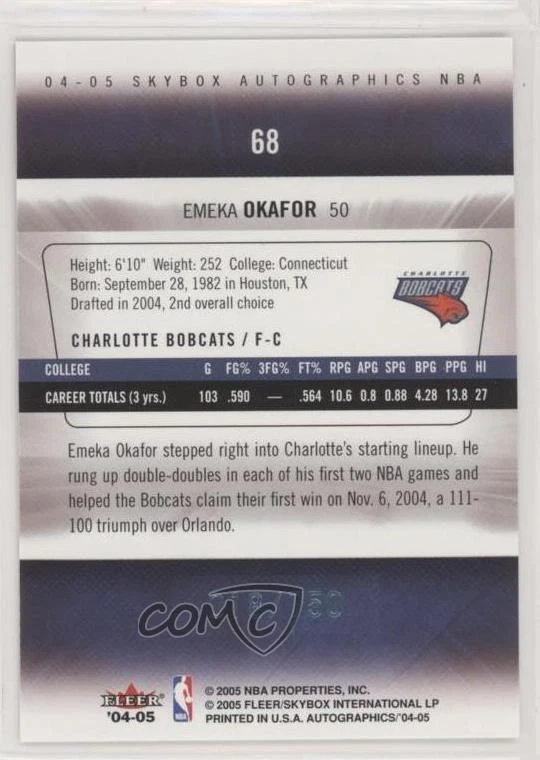 04-05 SKYBOX AUTOGRAPHICS NBA
68
EMEKA OKAFOR 50
Height: 6'10" Weight: 252 College: Connecticut
Born: September 28, 1982 in Houston, TX
Drafted in 2004, 2nd overall choice
CHARLOTTE
BOBCATS
CHARLOTTE BOBCATS / F-C
COLLEGE G FG% 3FG% FT% RPG APG SPG BPG PPG HI
CAREER TOTALS (3 yrs.) 103 .590 — .564 10.6 0.8 0.88 4.28 13.8 27
Emeka Okafor stepped right into Charlotte's starting lineup. He
rung up double-doubles in each of his first two NBA games and
helped the Bobcats claim their first win on Nov. 6, 2004, a 111-
100 triumph over Orlando.
COMC
FLEER
'04-05
NBA
© 2005 NBA PROPERTIES, INC.
© 2005 FLEER/SKYBOX INTERNATIONAL LP
PRINTED IN U.S.A. AUTOGRAPHICS/'04-05